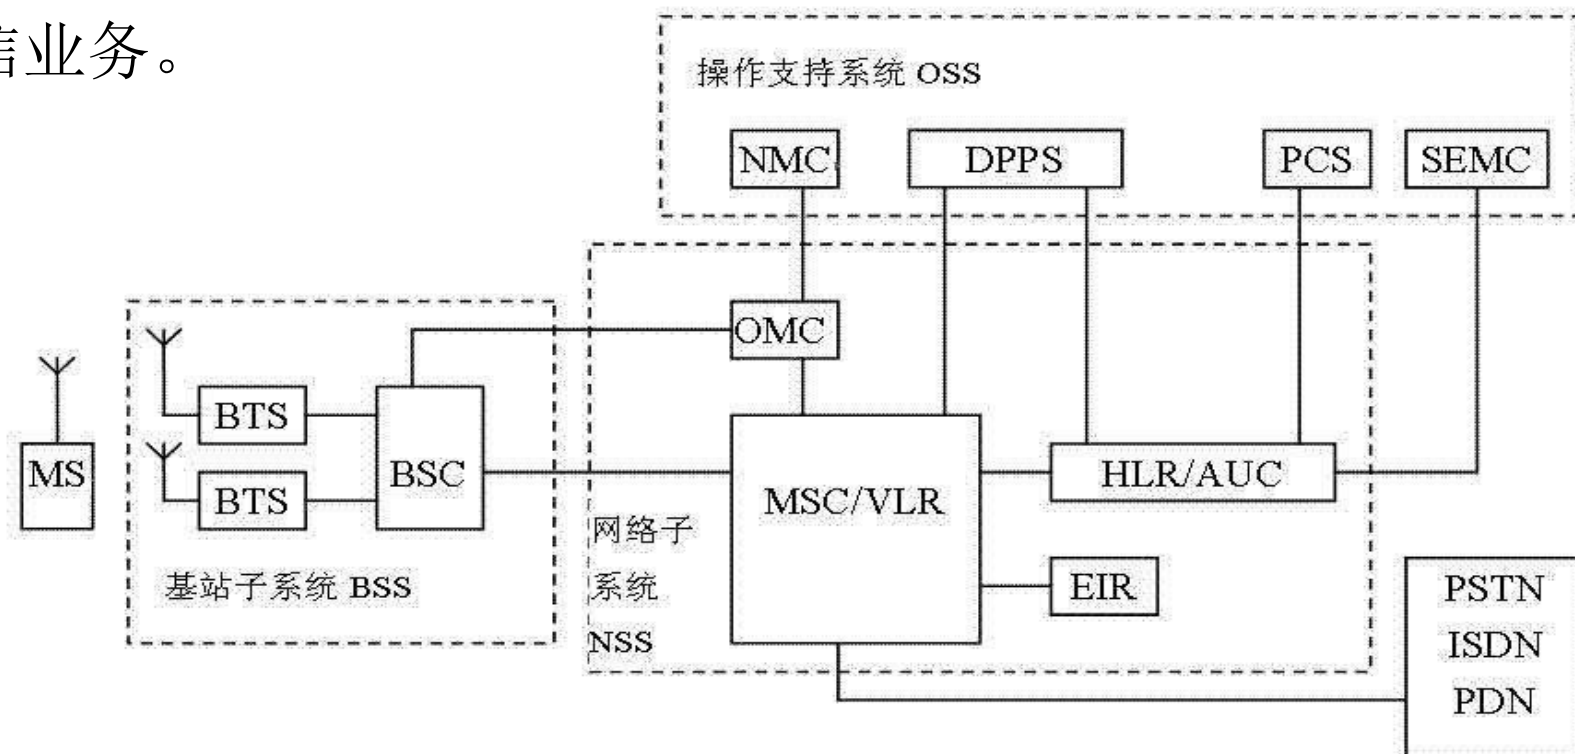 信业务。
操作支持系统 OSS
NMC
DPPS
PCS
SEMC
OMC
BTS
BSC
MS
BTS
MSC/VLR
HLR/AUC
网络子
系统
NSS
EIR
基站子系统 BSS
PSTN
ISDN
PDN